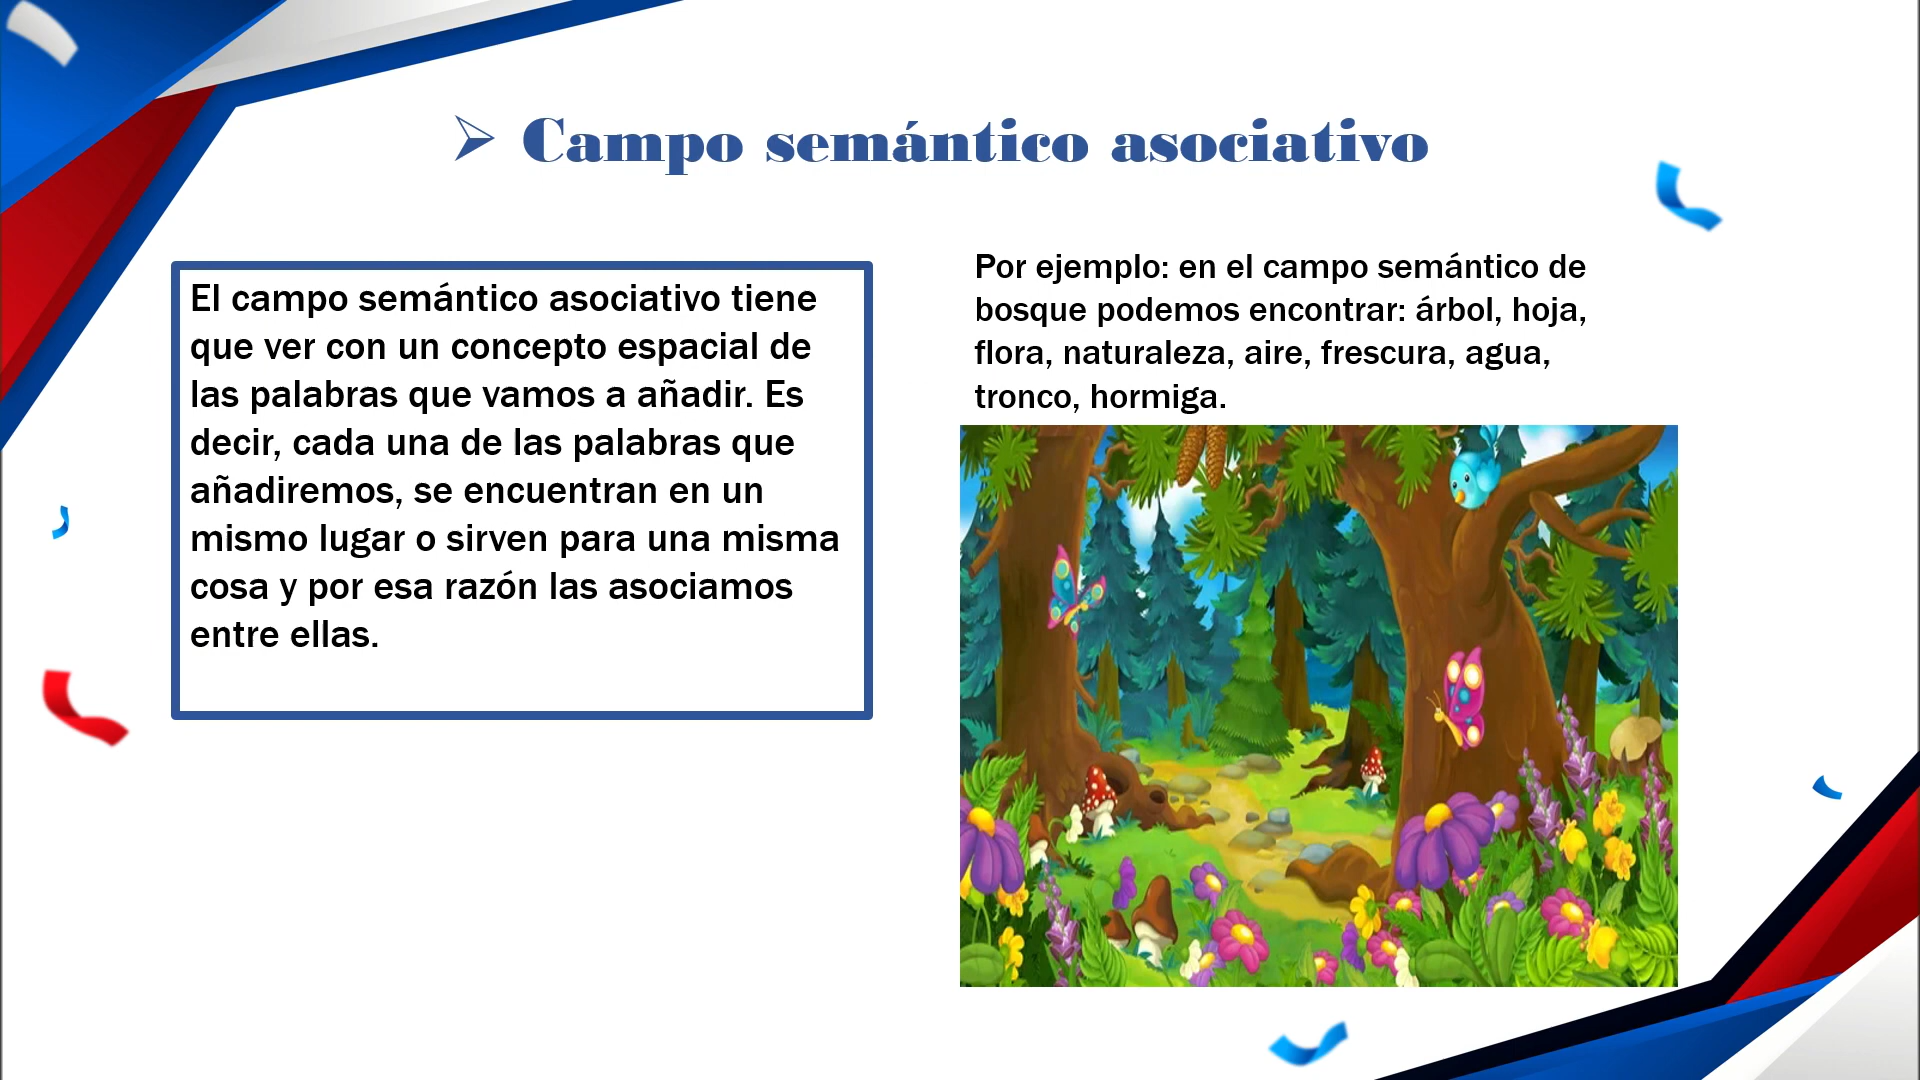 Campo semántico asociativo
El campo semántico asociativo tiene
que ver con un concepto espacial de
las palabras que vamos a añadir. Es
decir, cada una de las palabras que
añadiremos, se encuentran en un
mismo lugar o sirven para una misma
cosa y por esa razón las asociamos
entre ellas.
Por ejemplo: en el campo semántico de
bosque podemos encontrar: árbol, hoja,
flora, naturaleza, aire, frescura, agua,
tronco, hormiga.